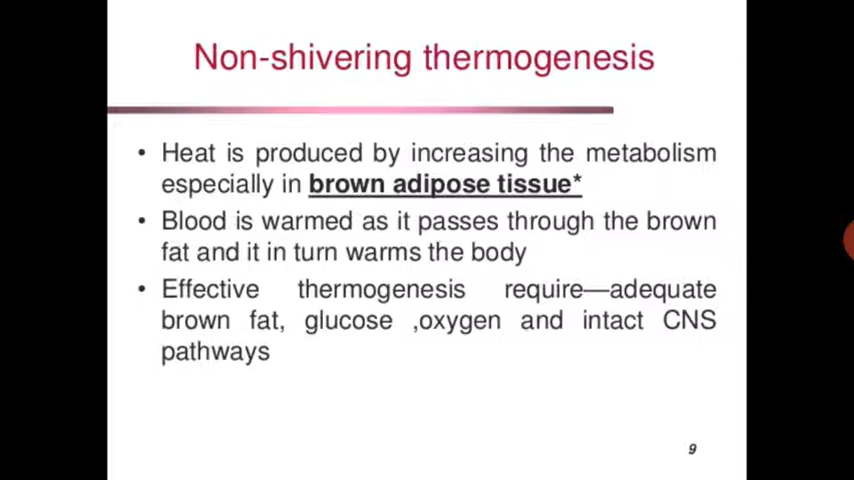 Non-shivering thermogenesis
• Heat is produced by increasing the metabolism
especially in brown adipose tissue*
• Blood is warmed as it passes through the brown
fat and it in turn warms the body
• Effective thermogenesis require—adequate
brown fat, glucose ,oxygen and intact CNS
pathways
9